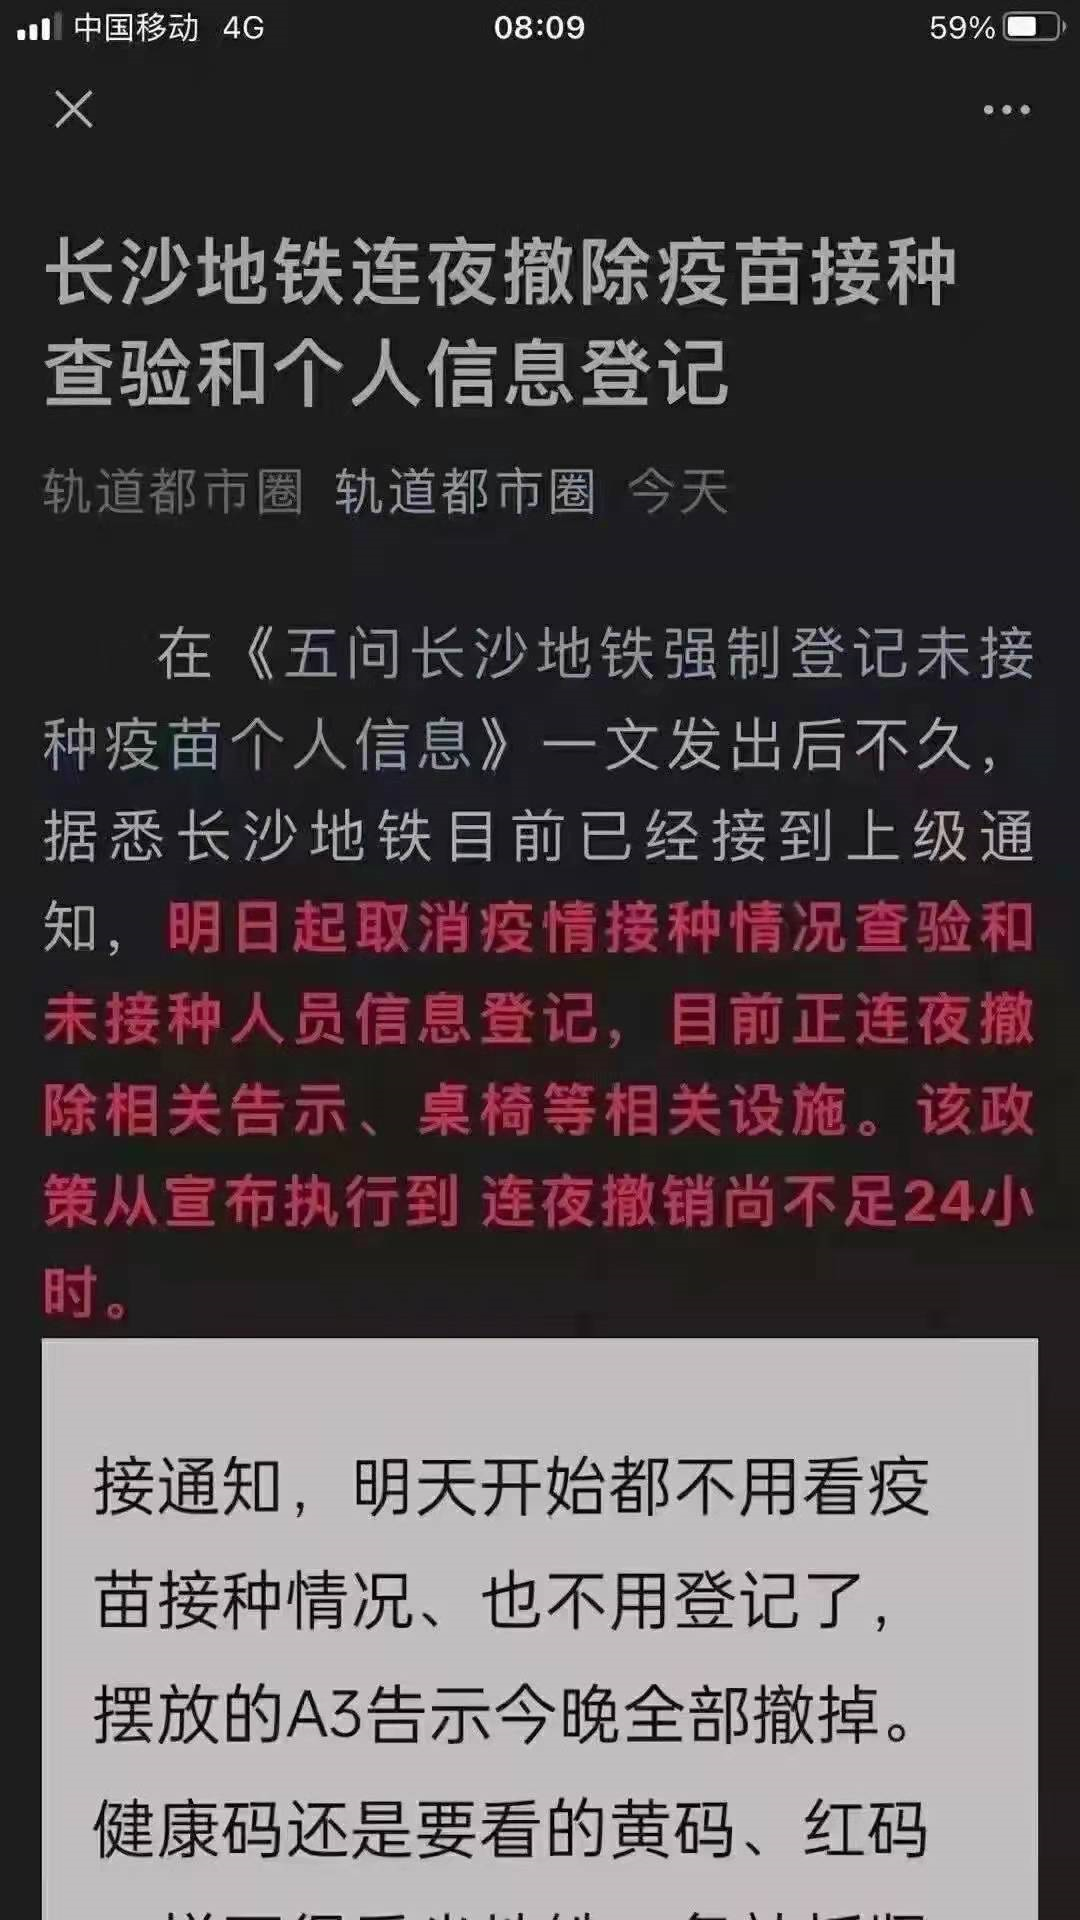 中国移动 4G 08:09 59%
长沙地铁连夜撤除疫苗接种
查验和个人信息登记
轨道都市圈 轨道都市圈 今天
在《五问长沙地铁强制登记未接
种疫苗个人信息》一文发出后不久，
据悉长沙地铁目前已经接到上级通
知，明日起取消疫情接种情况查验和
未接种人员信息登记，目前正连夜撤
除相关告示、桌椅等相关设施。该政
策从宣布执行到 连夜撤销尚不足24小
时。
接通知，明天开始都不用看疫
苗接种情况、也不用登记了，
摆放的A3告示今晚全部撤掉。
健康码还是要看的黄码、红码